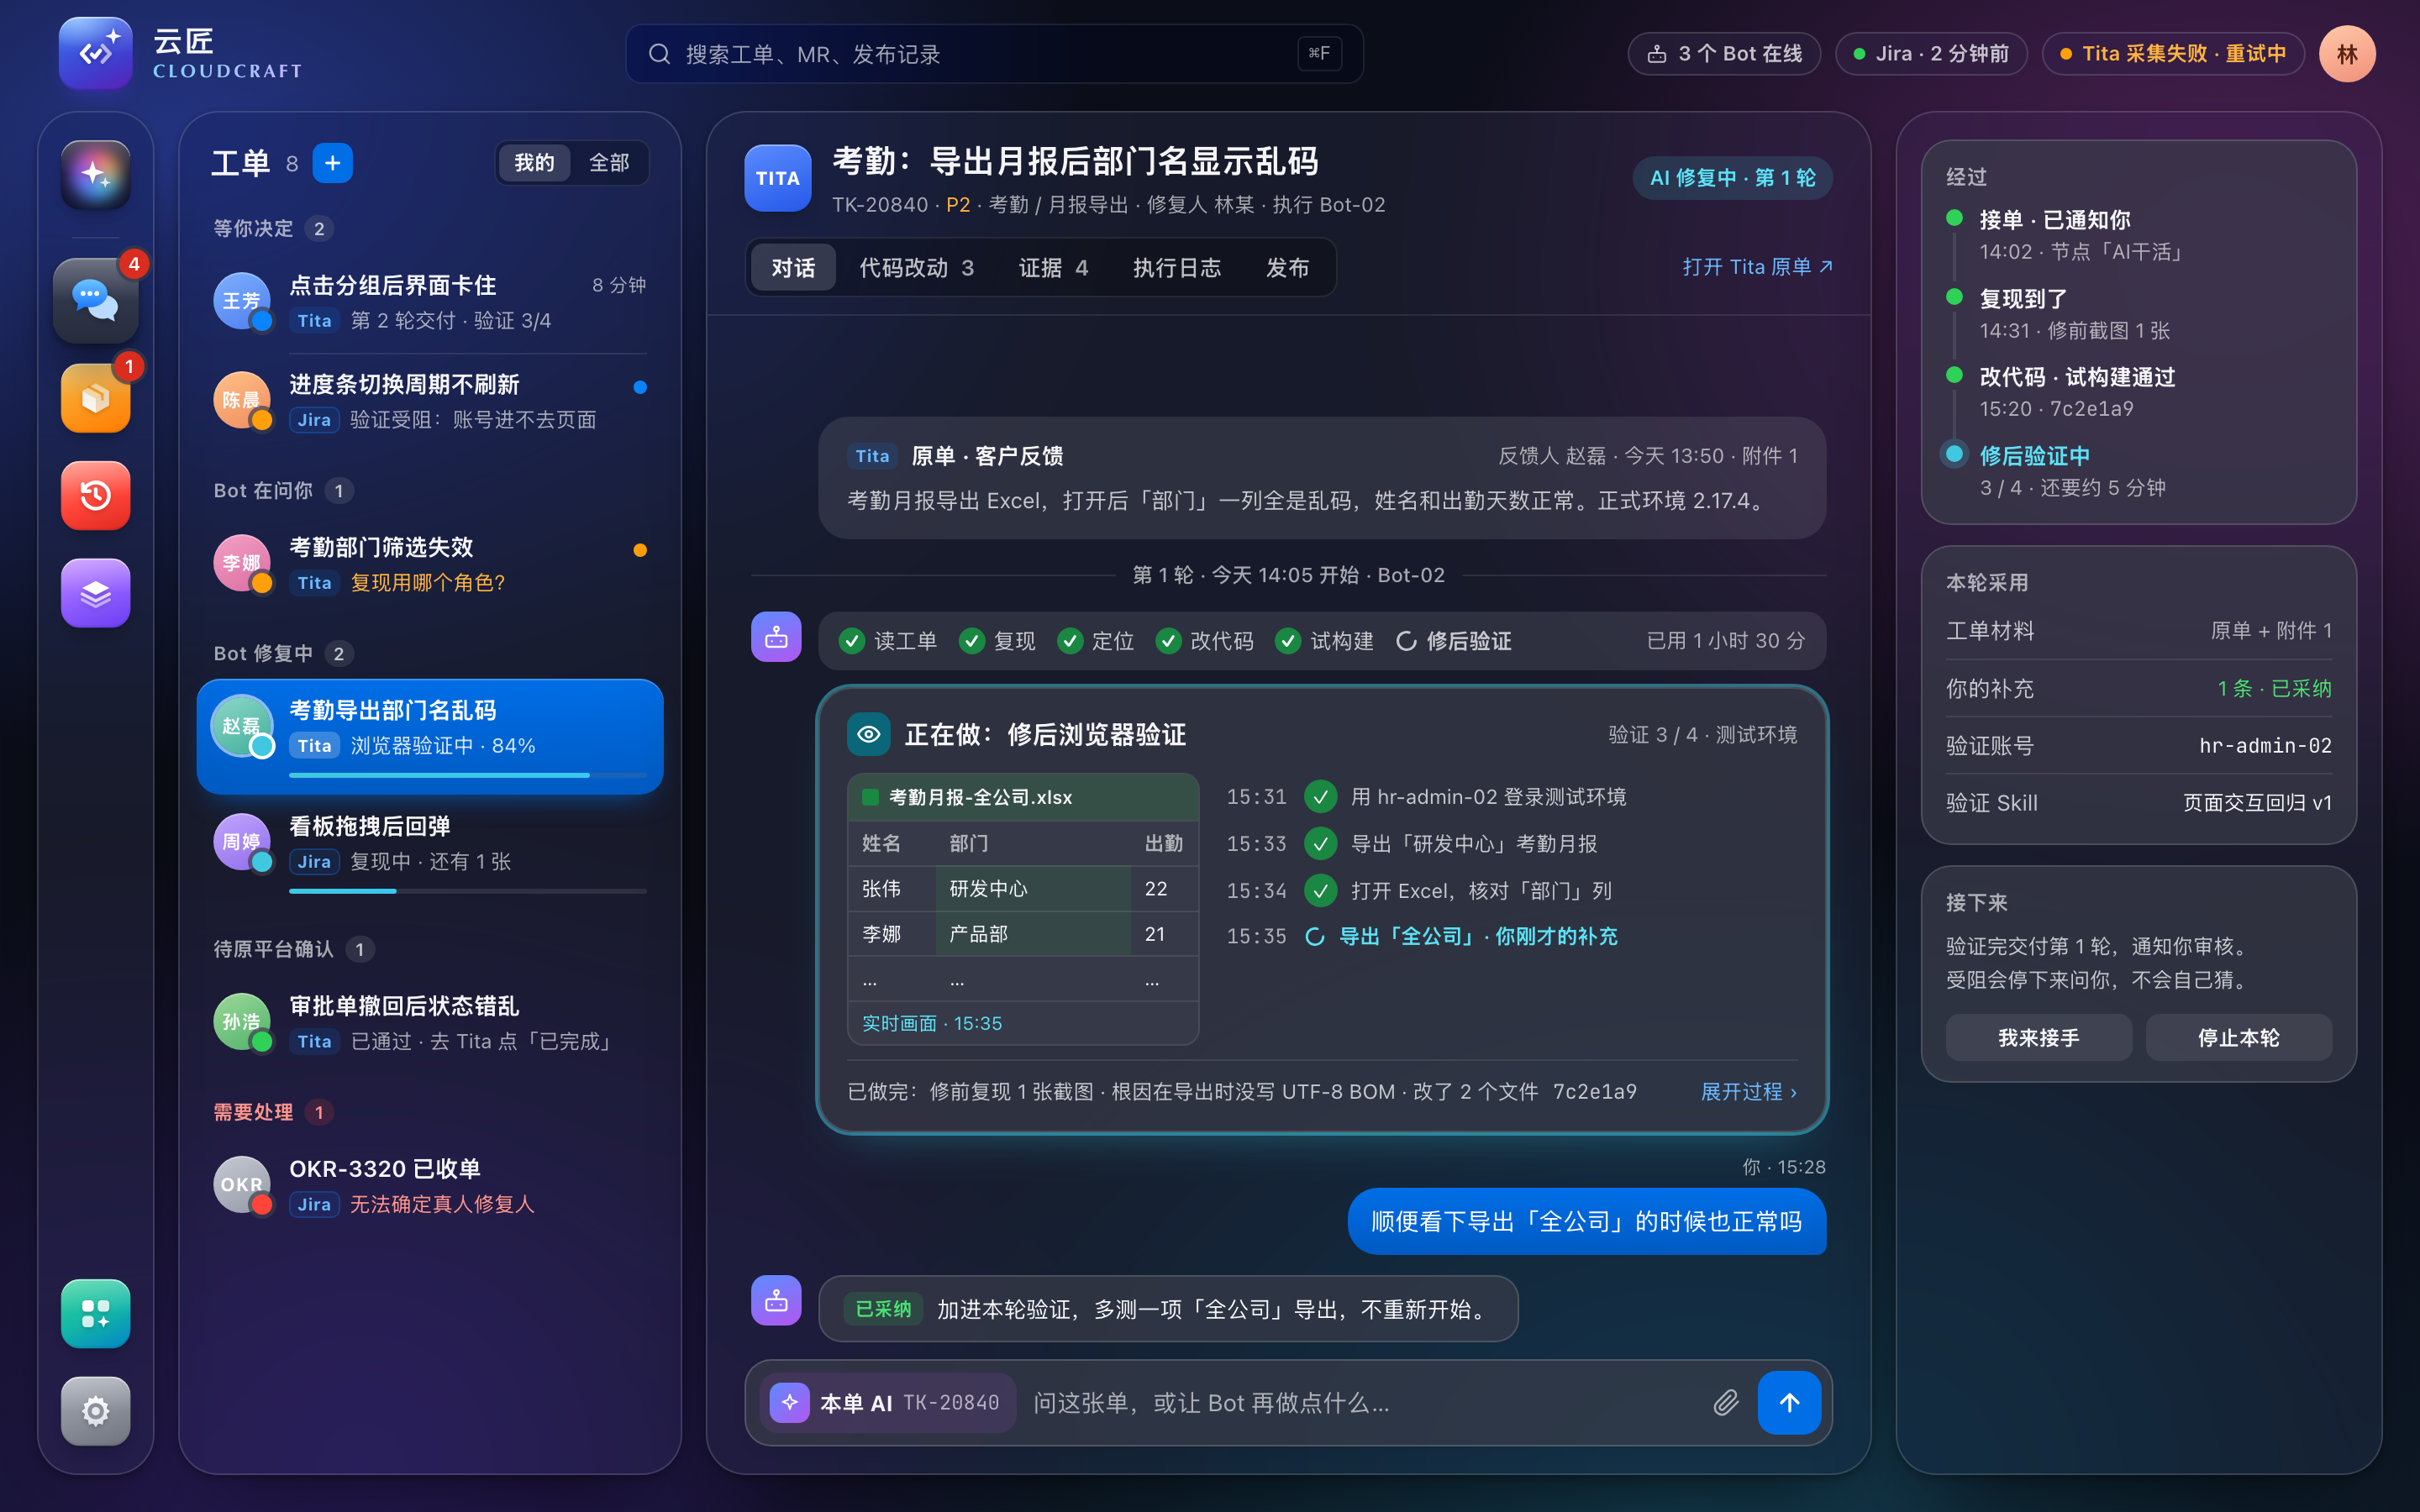 云匠
CLOUDCRAFT
搜索工单、MR、发布记录
⌘F
3 个 Bot 在线
Jira · 2 分钟前
Tita 采集失败 · 重试中
林
4
1
工单 8
+
我的
全部
等你决定 2
王芳
点击分组后界面卡住
8 分钟
Tita 第 2 轮交付 · 验证 3/4
陈晨
进度条切换周期不刷新
Jira 验证受阻：账号进不去页面
Bot 在问你 1
李娜
考勤部门筛选失效
Tita 复现用哪个角色？
Bot 修复中 2
赵磊
考勤导出部门名乱码
Tita 浏览器验证中 · 84%
周婷
看板拖拽后回弹
Jira 复现中 · 还有 1 张
待原平台确认 1
孙浩
审批单撤回后状态错乱
Tita 已通过 · 去 Tita 点「已完成」
需要处理 1
OKR
OKR-3320 已收单
Jira 无法确定真人修复人
TITA
考勤：导出月报后部门名显示乱码
TK-20840 · P2 · 考勤 / 月报导出 · 修复人 林某 · 执行 Bot-02
AI 修复中 · 第 1 轮
对话
代码改动 3
证据 4
执行日志
发布
打开 Tita 原单 ↗
Tita 原单 · 客户反馈
反馈人 赵磊 · 今天 13:50 · 附件 1
考勤月报导出 Excel，打开后「部门」一列全是乱码，姓名和出勤天数正常。正式环境 2.17.4。
第 1 轮 · 今天 14:05 开始 · Bot-02
读工单
复现
定位
改代码
试构建
修后验证
已用 1 小时 30 分
正在做：修后浏览器验证
验证 3 / 4 · 测试环境
考勤月报-全公司.xlsx
姓名 部门 出勤
张伟 研发中心 22
李娜 产品部 21
… … …
实时画面 · 15:35
15:31 用 hr-admin-02 登录测试环境
15:33 导出「研发中心」考勤月报
15:34 打开 Excel，核对「部门」列
15:35 导出「全公司」· 你刚才的补充
已做完：修前复现 1 张截图 · 根因在导出时没写 UTF-8 BOM · 改了 2 个文件 7c2e1a9
展开过程 ›
你 · 15:28
顺便看下导出「全公司」的时候也正常吗
已采纳 加进本轮验证，多测一项「全公司」导出，不重新开始。
本单 AI TK-20840
问这张单，或让 Bot 再做点什么…
经过
接单 · 已通知你
14:02 · 节点「AI干活」
复现到了
14:31 · 修前截图 1 张
改代码 · 试构建通过
15:20 · 7c2e1a9
修后验证中
3 / 4 · 还要约 5 分钟
本轮采用
工单材料 原单 + 附件 1
你的补充 1 条 · 已采纳
验证账号 hr-admin-02
验证 Skill 页面交互回归 v1
接下来
验证完交付第 1 轮，通知你审核。
受阻会停下来问你，不会自己猜。
我来接手
停止本轮